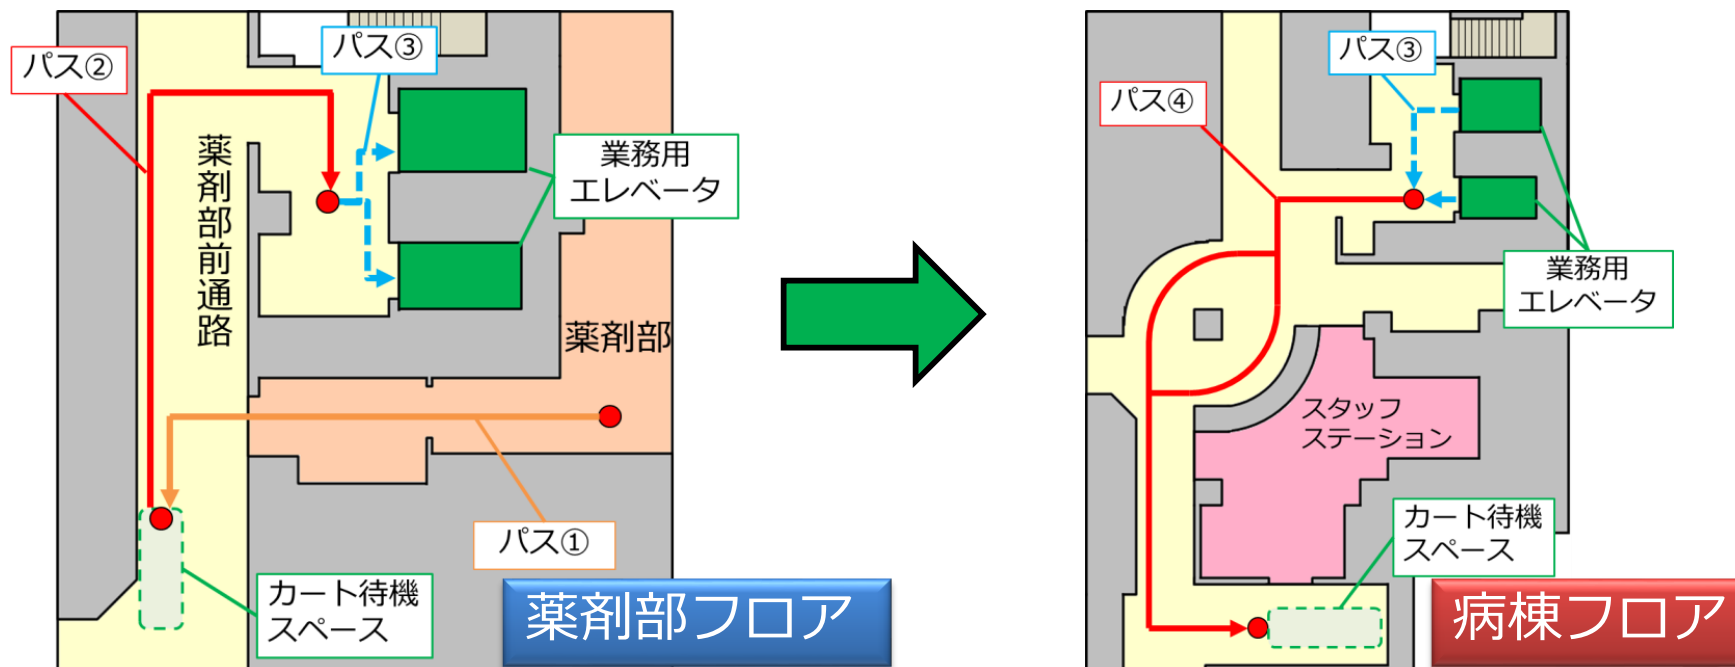 パス②
パス③
薬剤部前通路
業務用
エレベータ
薬剤部
パス①
カート待機
スペース
薬剤部フロア
パス③
パス④
業務用
エレベータ
スタッフ
ステーション
カート待機
スペース
病棟フロア